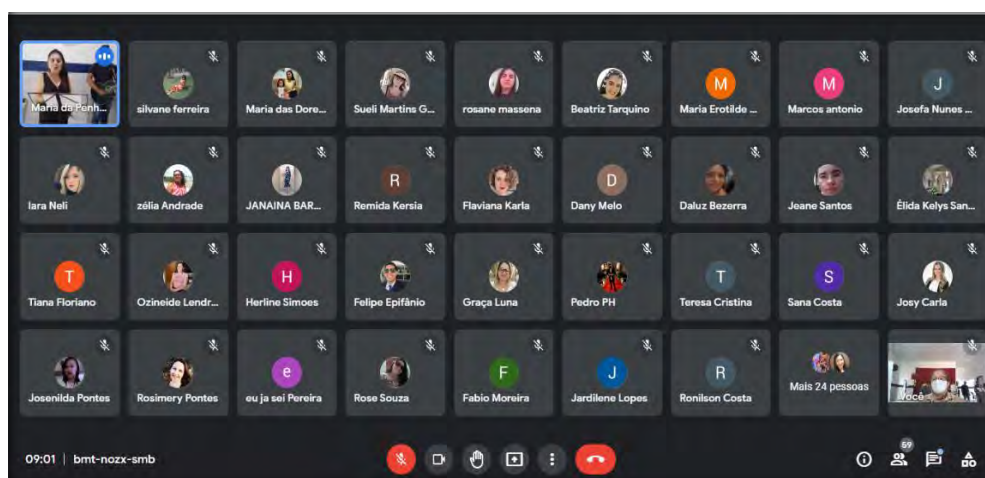 Maria da Penh...
silvane ferreira
Maria das Dore...
Sueli Martins G...
rosane massena
Beatriz Tarquino
M
Maria Erotilde ...
M
Marcos antonio
J
Josefa Nunes ...
Iara Neli
zélia Andrade
JANAINA BAR...
R
Remida Kersia
Flaviana Karla
D
Dany Melo
Daluz Bezerra
Jeane Santos
Élida Kelys San...
T
Tiana Floriano
Ozineide Lendr...
H
Herline Simoes
Felipe Epifânio
Graça Luna
Pedro PH
T
Teresa Cristina
S
Sana Costa
Josy Carla
Josenilda Pontes
Rosimery Pontes
e
eu ja sei Pereira
Rose Souza
F
Fabio Moreira
J
Jardilene Lopes
R
Ronilson Costa
Mais 24 pessoas
Você
09:01 | bmt-nozx-smb
59